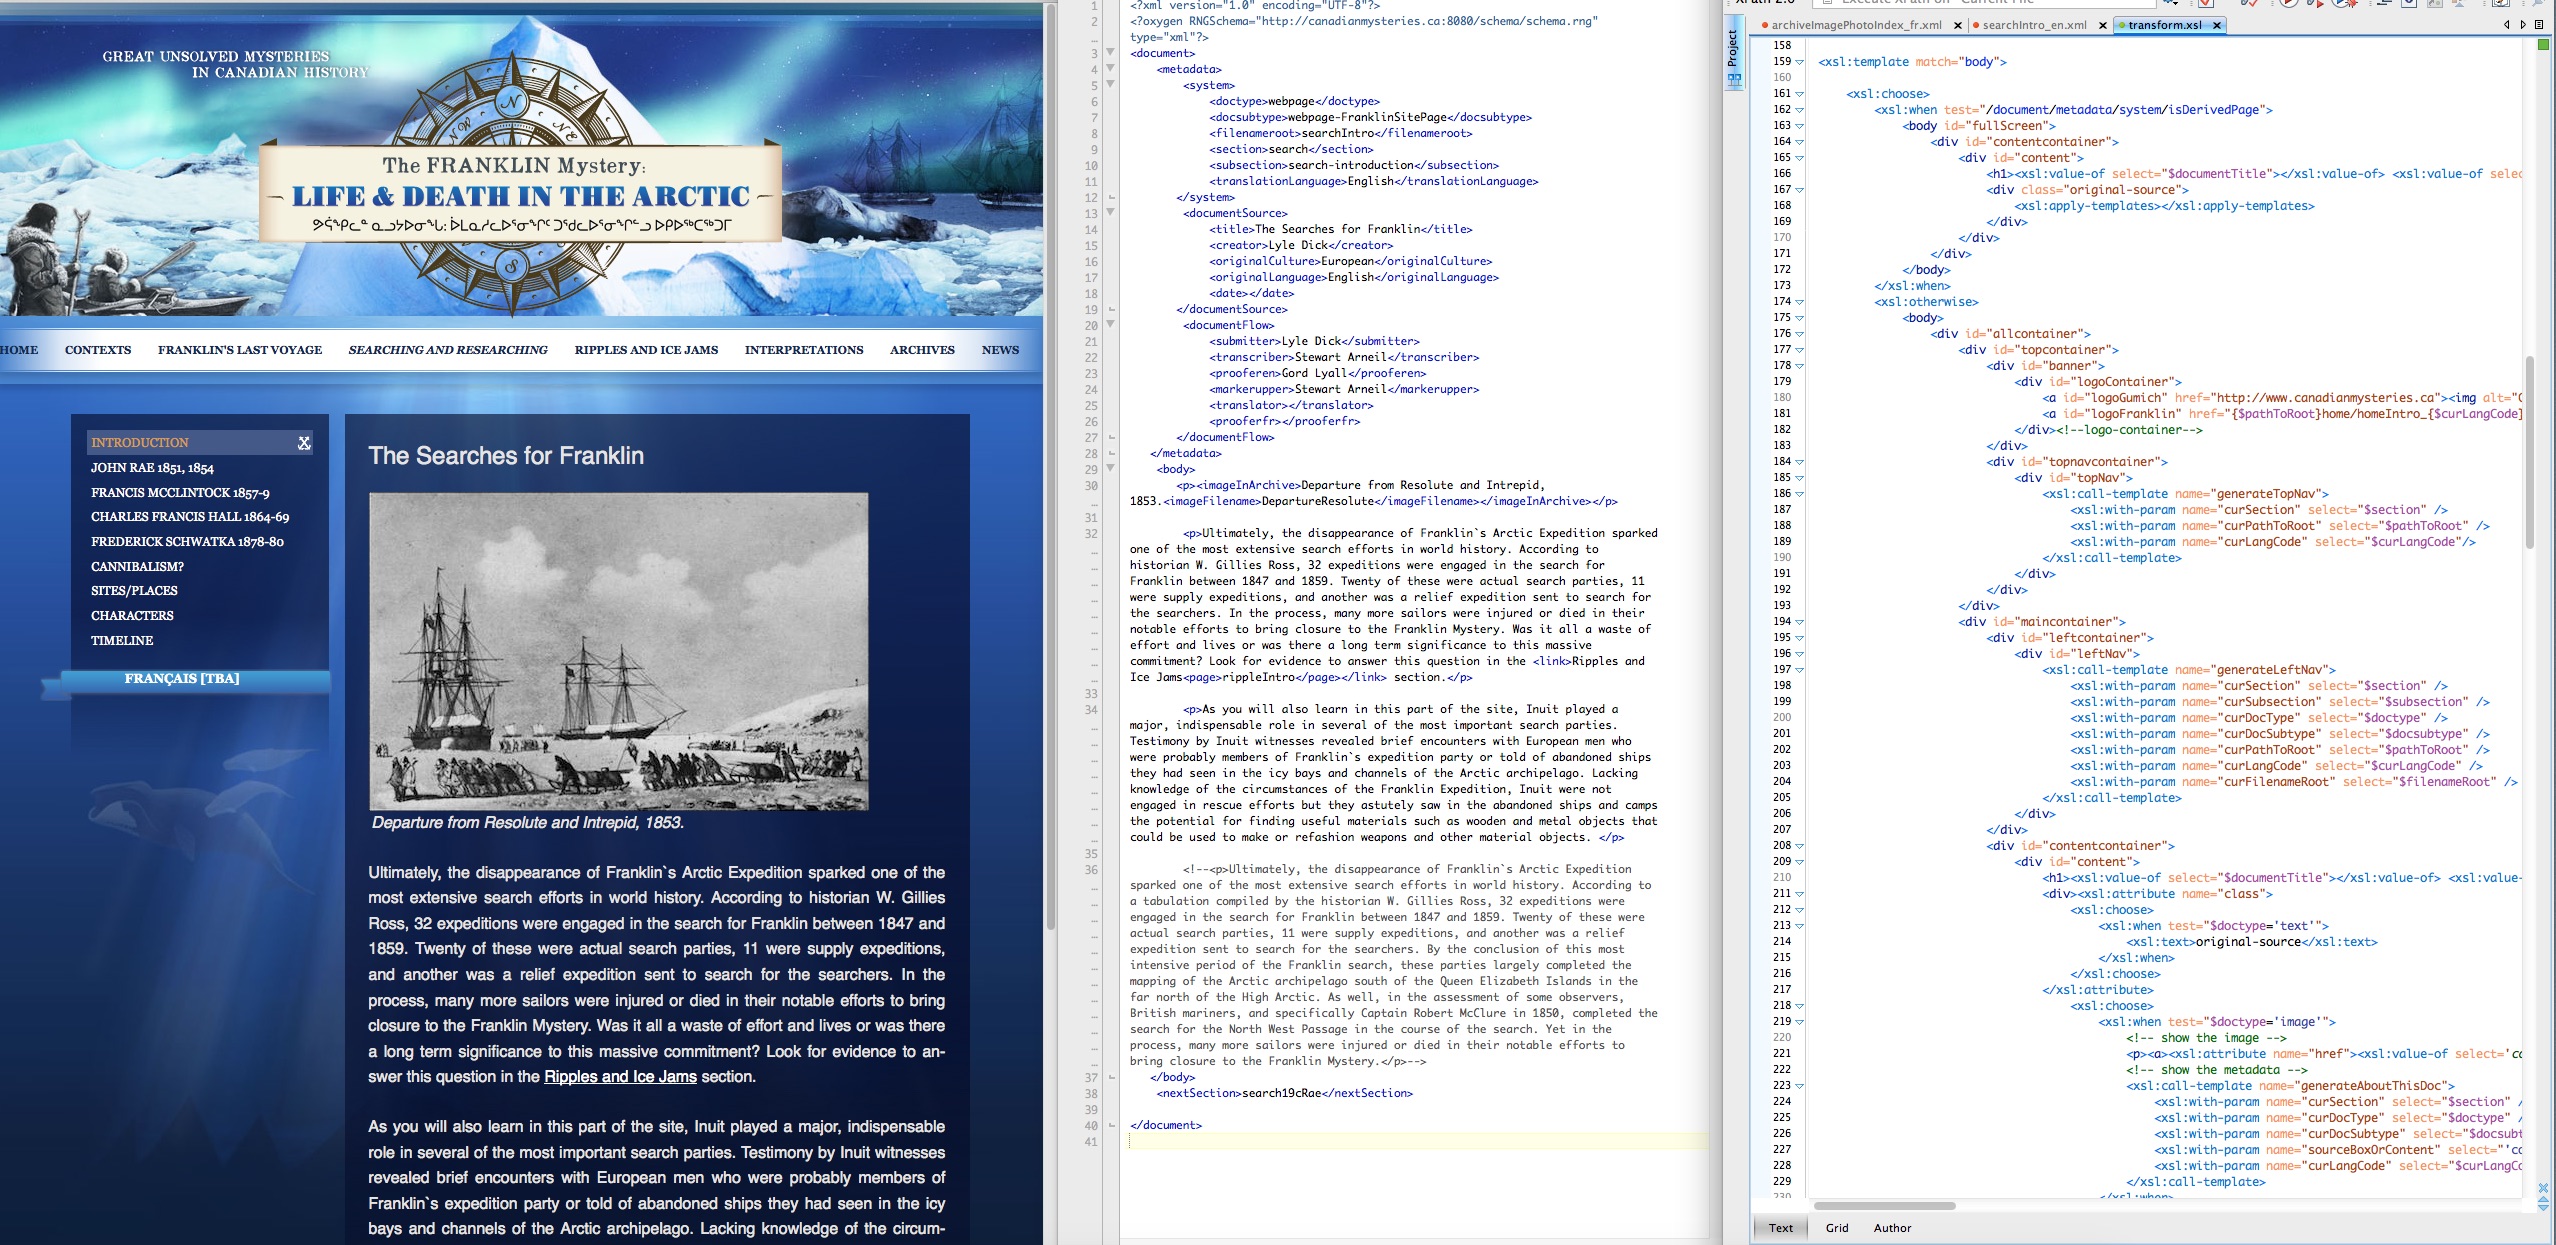 GREAT UNSOLVED MYSTERIES
IN CANADIAN HISTORY
N
NW
NE
The FRANKLIN Mystery:
LIFE & DEATH IN THE ARCTIC
S
HOME CONTEXTS FRANKLIN'S LAST VOYAGE SEARCHING AND RESEARCHING RIPPLES AND ICE JAMS INTERPRETATIONS ARCHIVES NEWS
INTRODUCTION
JOHN RAE 1851, 1854
FRANCIS MCCLINTOCK 1857-9
CHARLES FRANCIS HALL 1864-69
FREDERICK SCHWATKA 1878-80
CANNIBALISM?
SITES/PLACES
CHARACTERS
TIMELINE
FRANÇAIS [TBA]
The Searches for Franklin
Departure from Resolute and Intrepid, 1853.
Ultimately, the disappearance of Franklin`s Arctic Expedition sparked one of the
most extensive search efforts in world history. According to historian W. Gillies
Ross, 32 expeditions were engaged in the search for Franklin between 1847 and
1859. Twenty of these were actual search parties, 11 were supply expeditions,
and another was a relief expedition sent to search for the searchers. In the
process, many more sailors were injured or died in their notable efforts to bring
closure to the Franklin Mystery. Was it all a waste of effort and lives or was there
a long term significance to this massive commitment? Look for evidence to an-
swer this question in the Ripples and Ice Jams section.
As you will also learn in this part of the site, Inuit played a major, indispensable
role in several of the most important search parties. Testimony by Inuit witnesses
revealed brief encounters with European men who were probably members of
Franklin`s expedition party or told of abandoned ships they had seen in the icy
bays and channels of the Arctic archipelago. Lacking knowledge of the circum-
1 <?xml version="1.0" encoding="UTF-8"?>
2 <?oxygen RNGSchema="http://canadianmysteries.ca:8080/schema/schema.rng"
type="xml"?>
3 <document>
4 <metadata>
5 <system>
6 <doctype>webpage</doctype>
7 <docsubtype>webpage-FranklinSitePage</docsubtype>
8 <filenameroot>searchIntro</filenameroot>
9 <section>search</section>
10 <subsection>search-introduction</subsection>
11 <translationLanguage>English</translationLanguage>
12 </system>
13 <documentSource>
14 <title>The Searches for Franklin</title>
15 <creator>Lyle Dick</creator>
16 <originalCulture>European</originalCulture>
17 <originalLanguage>English</originalLanguage>
18 <date></date>
19 </documentSource>
20 <documentFlow>
21 <submitter>Lyle Dick</submitter>
22 <transcriber>Stewart Arneil</transcriber>
23 <prooferen>Gord Lyall</prooferen>
24 <markerupper>Stewart Arneil</markerupper>
25 <translator></translator>
26 <prooferfr></prooferfr>
27 </documentFlow>
28 </metadata>
29 <body>
30 <p><imageInArchive>Departure from Resolute and Intrepid,
1853.<imageFilename>DepartureResolute</imageFilename></imageInArchive></p>
31
32 <p>Ultimately, the disappearance of Franklin`s Arctic Expedition sparked
one of the most extensive search efforts in world history. According to
historian W. Gillies Ross, 32 expeditions were engaged in the search for
Franklin between 1847 and 1859. Twenty of these were actual search parties, 11
were supply expeditions, and another was a relief expedition sent to search for
the searchers. In the process, many more sailors were injured or died in their
notable efforts to bring closure to the Franklin Mystery. Was it all a waste of
effort and lives or was there a long term significance to this massive
commitment? Look for evidence to answer this question in the <link>Ripples and
Ice Jams<page>rippleIntro</page></link> section.</p>
33
34 <p>As you will also learn in this part of the site, Inuit played a
major, indispensable role in several of the most important search parties.
Testimony by Inuit witnesses revealed brief encounters with European men who
were probably members of Franklin`s expedition party or told of abandoned ships
they had seen in the icy bays and channels of the Arctic archipelago. Lacking
knowledge of the circumstances of the Franklin Expedition, Inuit were not
engaged in rescue efforts but they astutely saw in the abandoned ships and camps
the potential for finding useful materials such as wooden and metal objects that
could be used to make or refashion weapons and other material objects. </p>
35
36 <!--<p>Ultimately, the disappearance of Franklin`s Arctic Expedition
sparked one of the most extensive search efforts in world history. According to
a tabulation compiled by the historian W. Gillies Ross, 32 expeditions were
engaged in the search for Franklin between 1847 and 1859. Twenty of these were
actual search parties, 11 were supply expeditions, and another was a relief
expedition sent to search for the searchers. By the conclusion of this most
intensive period of the Franklin search, these parties largely completed the
mapping of the Arctic archipelago south of the Queen Elizabeth Islands in the
far north of the High Arctic. As well, in the assessment of some observers,
British mariners, and specifically Captain Robert McClure in 1850, completed the
search for the North West Passage in the course of the search. Yet in the
process, many more sailors were injured or died in their notable efforts to
bring closure to the Franklin Mystery.</p>-->
37 </body>
38 <nextSection>search19cRae</nextSection>
39
40 </document>
41
XPath 2.0 Execute XPath on 'Current File'
Project
archiveImagePhotoIndex_fr.xml searchIntro_en.xml transform.xsl
158
159 <xsl:template match="body">
160
161 <xsl:choose>
162 <xsl:when test="/document/metadata/system/isDerivedPage">
163 <body id="fullScreen">
164 <div id="contentcontainer">
165 <div id="content">
166 <h1><xsl:value-of select="$documentTitle"></xsl:value-of> <xsl:value-of selec
167 <div class="original-source">
168 <xsl:apply-templates></xsl:apply-templates>
169 </div>
170 </div>
171 </div>
172 </body>
173 </xsl:when>
174 <xsl:otherwise>
175 <body>
176 <div id="allcontainer">
177 <div id="topcontainer">
178 <div id="banner">
179 <div id="logoContainer">
180 <a id="logoGumich" href="http://www.canadianmysteries.ca"><img alt="
181 <a id="logoFranklin" href="{$pathToRoot}home/homeIntro_{$curLangCode}
182 </div><!--logo-container-->
183 </div>
184 <div id="topnavcontainer">
185 <div id="topNav">
186 <xsl:call-template name="generateTopNav">
187 <xsl:with-param name="curSection" select="$section" />
188 <xsl:with-param name="curPathToRoot" select="$pathToRoot" />
189 <xsl:with-param name="curLangCode" select="$curLangCode"/>
190 </xsl:call-template>
191 </div>
192 </div>
193 </div>
194 <div id="maincontainer">
195 <div id="leftcontainer">
196 <div id="leftNav">
197 <xsl:call-template name="generateLeftNav">
198 <xsl:with-param name="curSection" select="$section" />
199 <xsl:with-param name="curSubsection" select="$subsection" />
200 <xsl:with-param name="curDocType" select="$doctype" />
201 <xsl:with-param name="curDocSubtype" select="$docsubtype" />
202 <xsl:with-param name="curPathToRoot" select="$pathToRoot" />
203 <xsl:with-param name="curLangCode" select="$curLangCode" />
204 <xsl:with-param name="curFilenameRoot" select="$filenameRoot" />
205 </xsl:call-template>
206 </div>
207 </div>
208 <div id="contentcontainer">
209 <div id="content">
210 <h1><xsl:value-of select="$documentTitle"></xsl:value-of> <xsl:value-
211 <div><xsl:attribute name="class">
212 <xsl:choose>
213 <xsl:when test="$doctype='text'">
214 <xsl:text>original-source</xsl:text>
215 </xsl:when>
216 </xsl:choose>
217 </xsl:attribute>
218 <xsl:choose>
219 <xsl:when test="$doctype='image'">
220 <!-- show the image -->
221 <p><a><xsl:attribute name="href"><xsl:value-of select='co
222 <!-- show the metadata -->
223 <xsl:call-template name="generateAboutThisDoc">
224 <xsl:with-param name="curSection" select="$section" /
225 <xsl:with-param name="curDocType" select="$doctype" /
226 <xsl:with-param name="curDocSubtype" select="$docsubt
227 <xsl:with-param name="sourceBoxOrContent" select="'co
228 <xsl:with-param name="curLangCode" select="$curLangCo
229 </xsl:call-template>
230 </xsl:when>
Text Grid Author